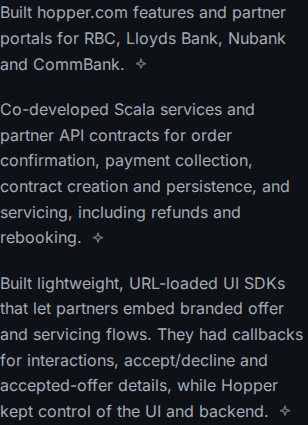 Built hopper.com features and partner
portals for RBC, Lloyds Bank, Nubank
and CommBank.
Co-developed Scala services and
partner API contracts for order
confirmation, payment collection,
contract creation and persistence, and
servicing, including refunds and
rebooking.
Built lightweight, URL-loaded UI SDKs
that let partners embed branded offer
and servicing flows. They had callbacks
for interactions, accept/decline and
accepted-offer details, while Hopper
kept control of the UI and backend.